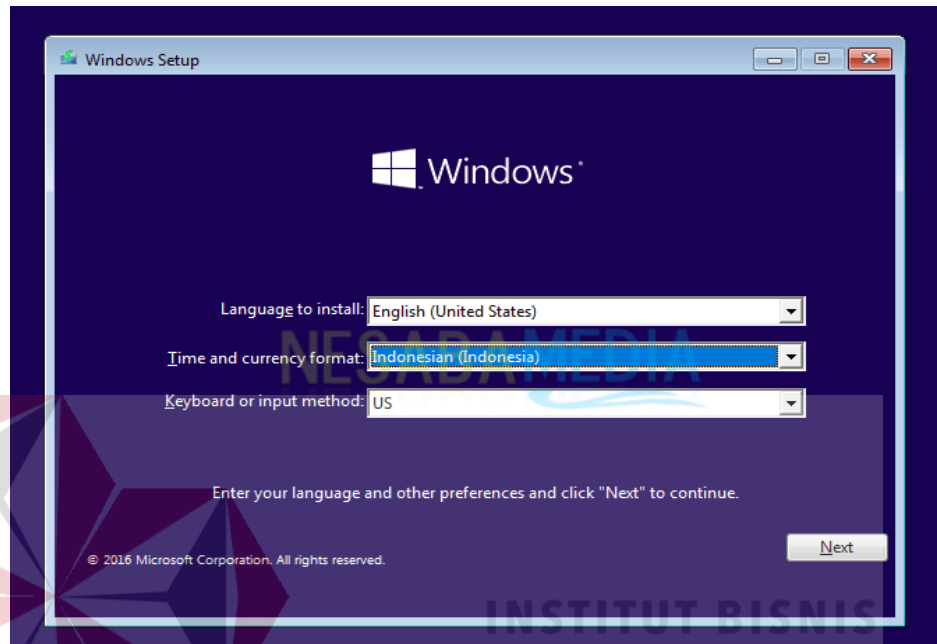 Windows Setup
Windows
Language to install: English (United States)
Time and currency format: Indonesian (Indonesia)
NESABAMEDIA
Keyboard or input method: US
Enter your language and other preferences and click "Next" to continue.
Next
© 2016 Microsoft Corporation. All rights reserved.
INSTITUT BISNIS